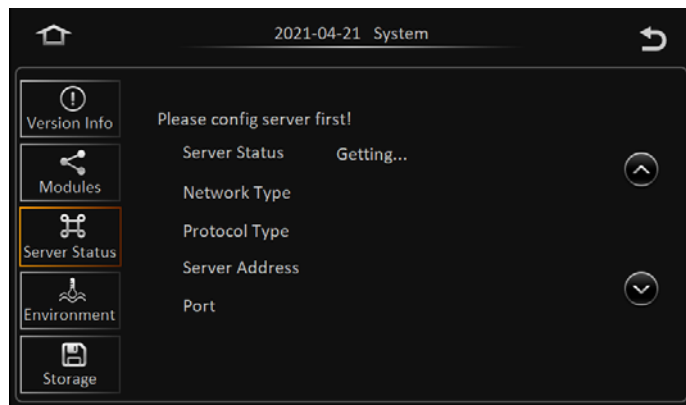 2021-04-21 System
Version Info
Modules
Server Status
Environment
Storage
Please config server first!
Server Status Getting...
Network Type
Protocol Type
Server Address
Port